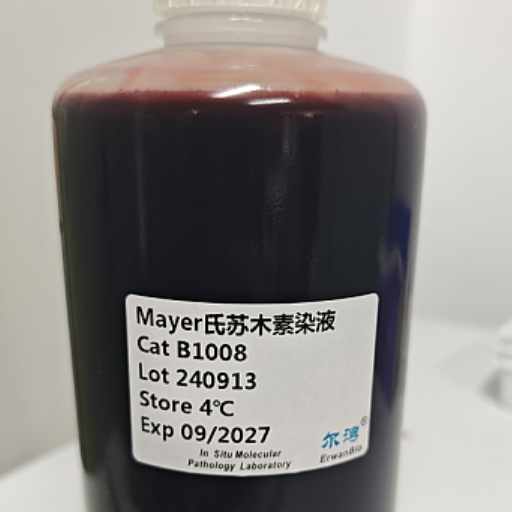 Mayer氏苏木素染液
Cat B1008
Lot 240913
Store 4℃
Exp 09/2027
In Situ Molecular
Pathology Laboratory
尔湾®
ErwanBio